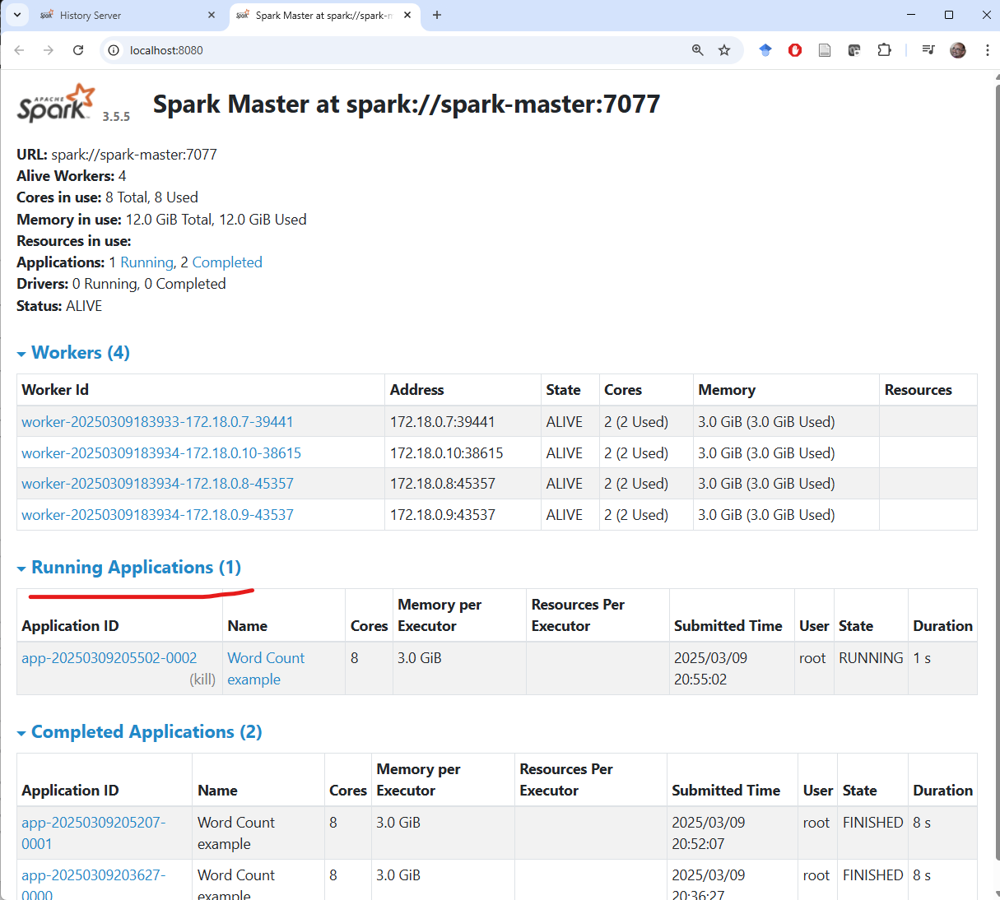 History Server
Spark Master at spark://spark-m
localhost:8080
APACHE
Spark 3.5.5 Spark Master at spark://spark-master:7077
URL: spark://spark-master:7077
Alive Workers: 4
Cores in use: 8 Total, 8 Used
Memory in use: 12.0 GiB Total, 12.0 GiB Used
Resources in use:
Applications: 1 Running, 2 Completed
Drivers: 0 Running, 0 Completed
Status: ALIVE
Workers (4)
Worker Id Address State Cores Memory Resources
worker-20250309183933-172.18.0.7-39441 172.18.0.7:39441 ALIVE 2 (2 Used) 3.0 GiB (3.0 GiB Used)
worker-20250309183934-172.18.0.10-38615 172.18.0.10:38615 ALIVE 2 (2 Used) 3.0 GiB (3.0 GiB Used)
worker-20250309183934-172.18.0.8-45357 172.18.0.8:45357 ALIVE 2 (2 Used) 3.0 GiB (3.0 GiB Used)
worker-20250309183934-172.18.0.9-43537 172.18.0.9:43537 ALIVE 2 (2 Used) 3.0 GiB (3.0 GiB Used)
Running Applications (1)
Memory per Resources Per
Application ID Name Cores Executor Executor Submitted Time User State Duration
app-20250309205502-0002 Word Count 8 3.0 GiB 2025/03/09 root RUNNING 1 s
(kill) example 20:55:02
Completed Applications (2)
Memory per Resources Per
Application ID Name Cores Executor Executor Submitted Time User State Duration
app-20250309205207- Word Count 8 3.0 GiB 2025/03/09 root FINISHED 8 s
0001 example 20:52:07
app-20250309203627- Word Count 8 3.0 GiB 2025/03/09 root FINISHED 8 s
0000 example 20:36:27